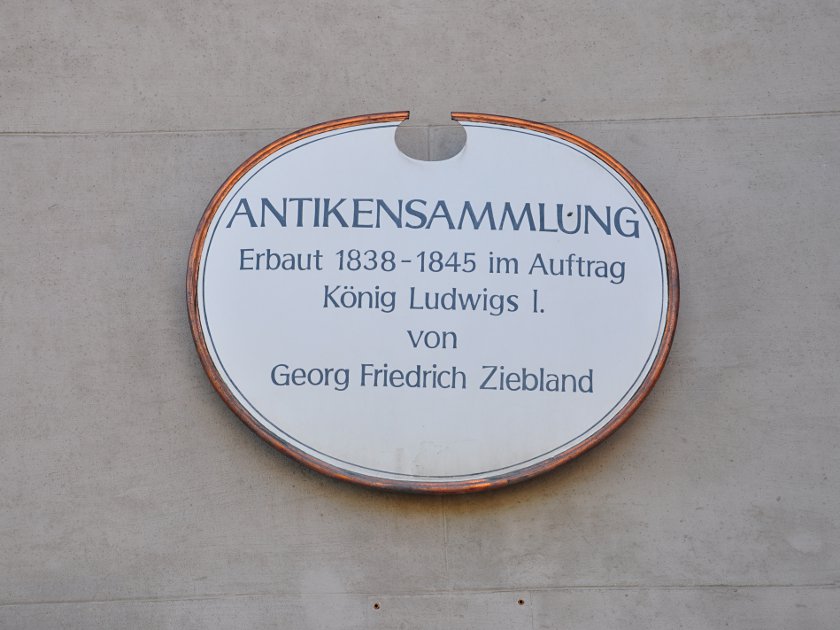 ANTIKENSAMMLUNG
Erbaut 1838-1845 im Auftrag
König Ludwigs I.
von
Georg Friedrich Ziebland